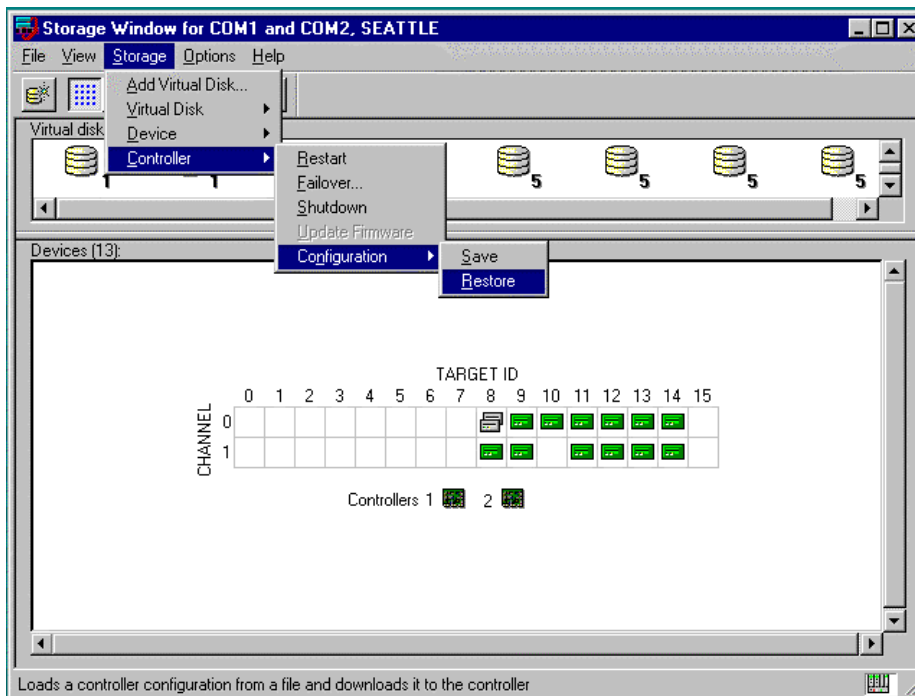 Storage Window for COM1 and COM2, SEATTLE
File View Storage Options Help
Add Virtual Disk...
Virtual Disk
Device
Controller
Virtual disk
1 1 5 5 5 5
Restart
Failover...
Shutdown
Update Firmware
Configuration
Save
Restore
Devices (13):
TARGET ID
0 1 2 3 4 5 6 7 8 9 10 11 12 13 14 15
CHANNEL
0
1
Controllers 1 2
Loads a controller configuration from a file and downloads it to the controller